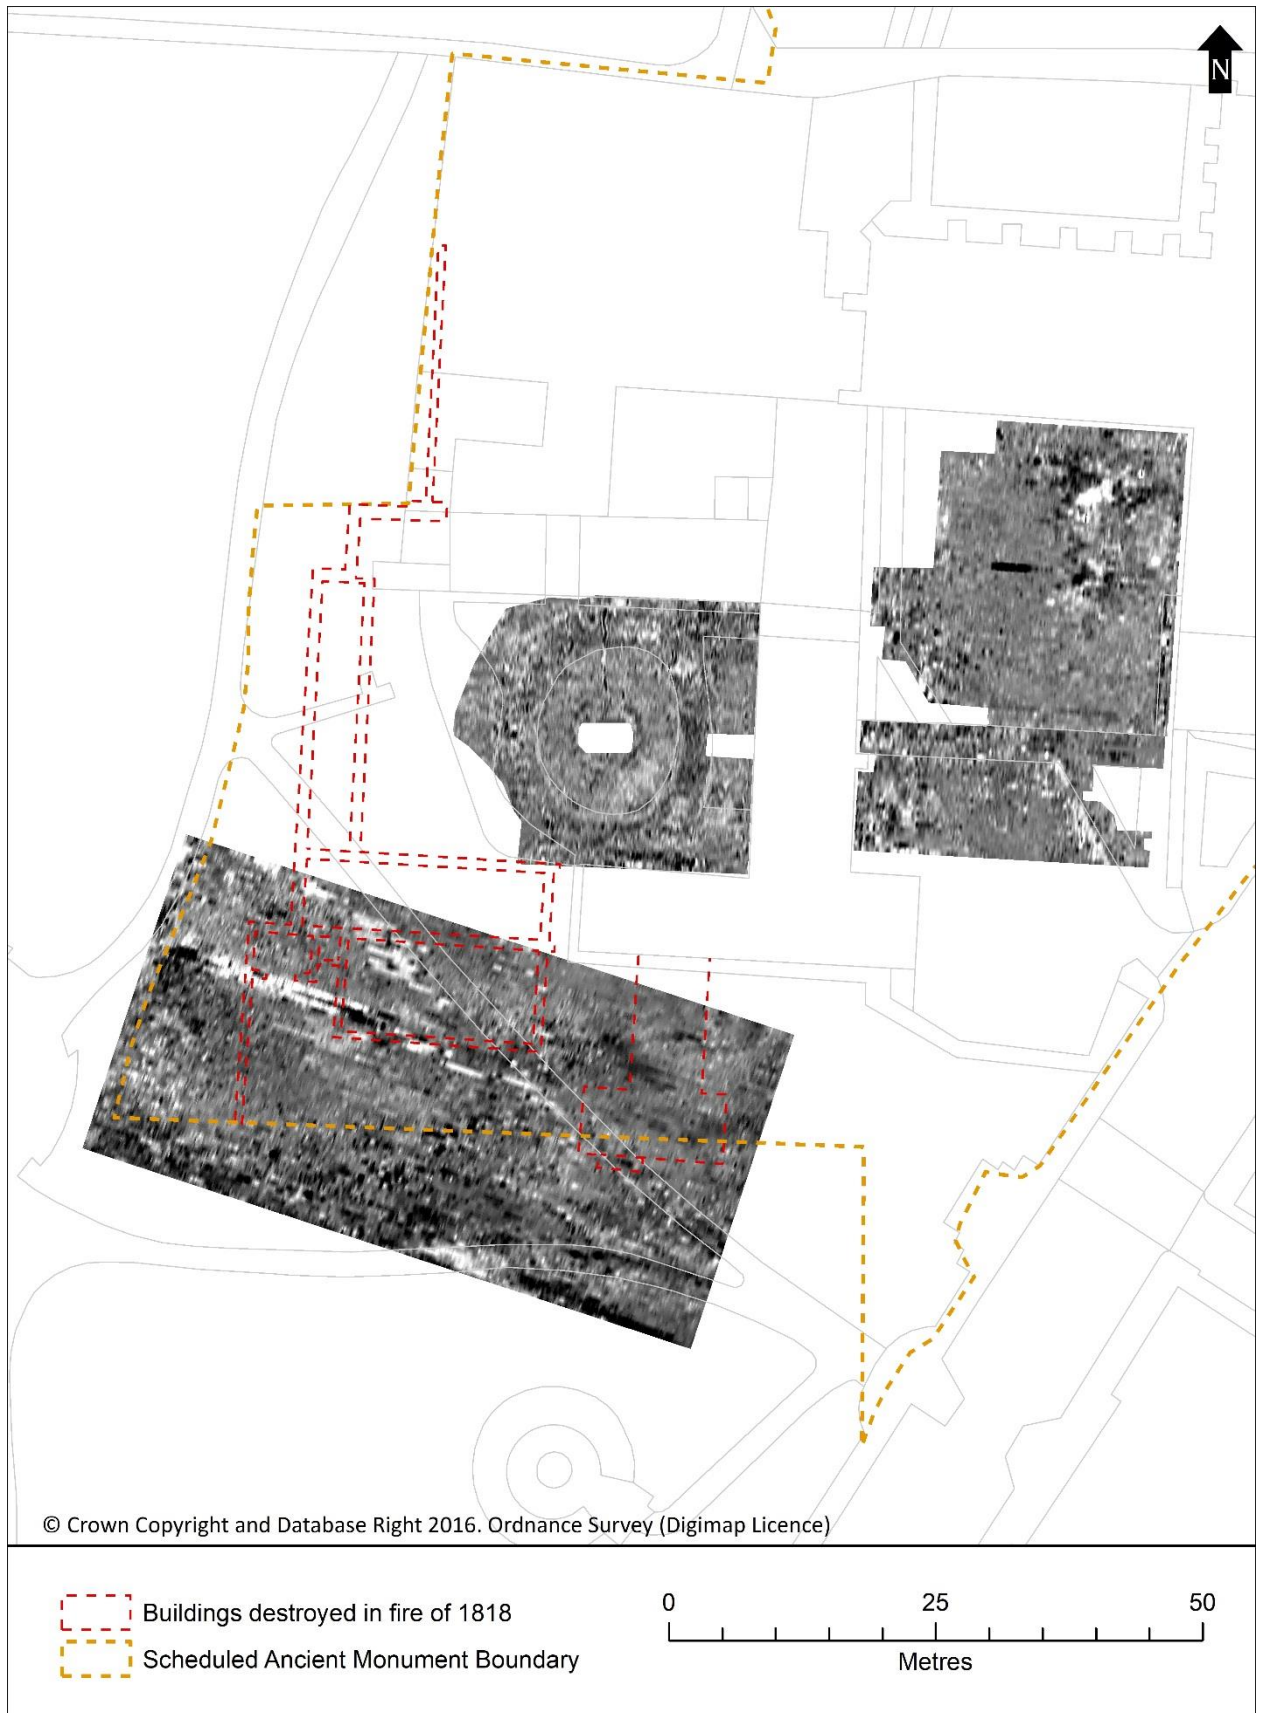 N
© Crown Copyright and Database Right 2016. Ordnance Survey (Digimap Licence)
Buildings destroyed in fire of 1818
Scheduled Ancient Monument Boundary
0 25 50
Metres